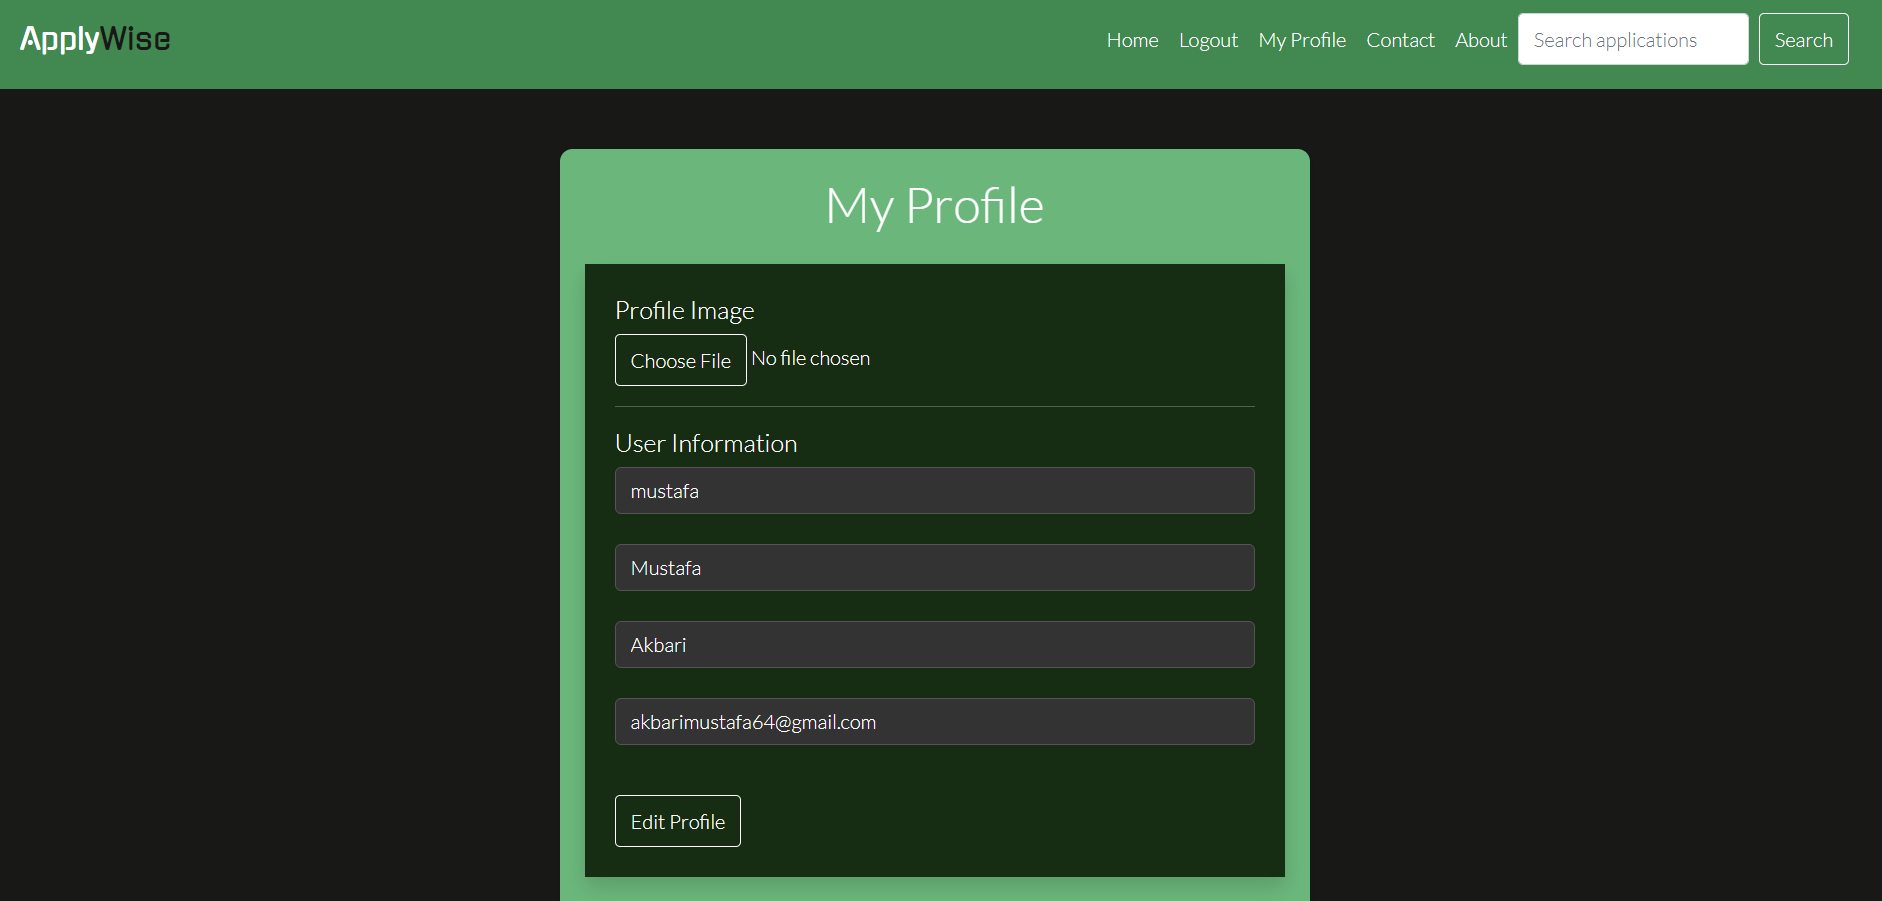 ApplyWise
Home Logout My Profile Contact About Search applications Search
My Profile
Profile Image
Choose File No file chosen
User Information
mustafa
Mustafa
Akbari
akbarimustafa64@gmail.com
Edit Profile